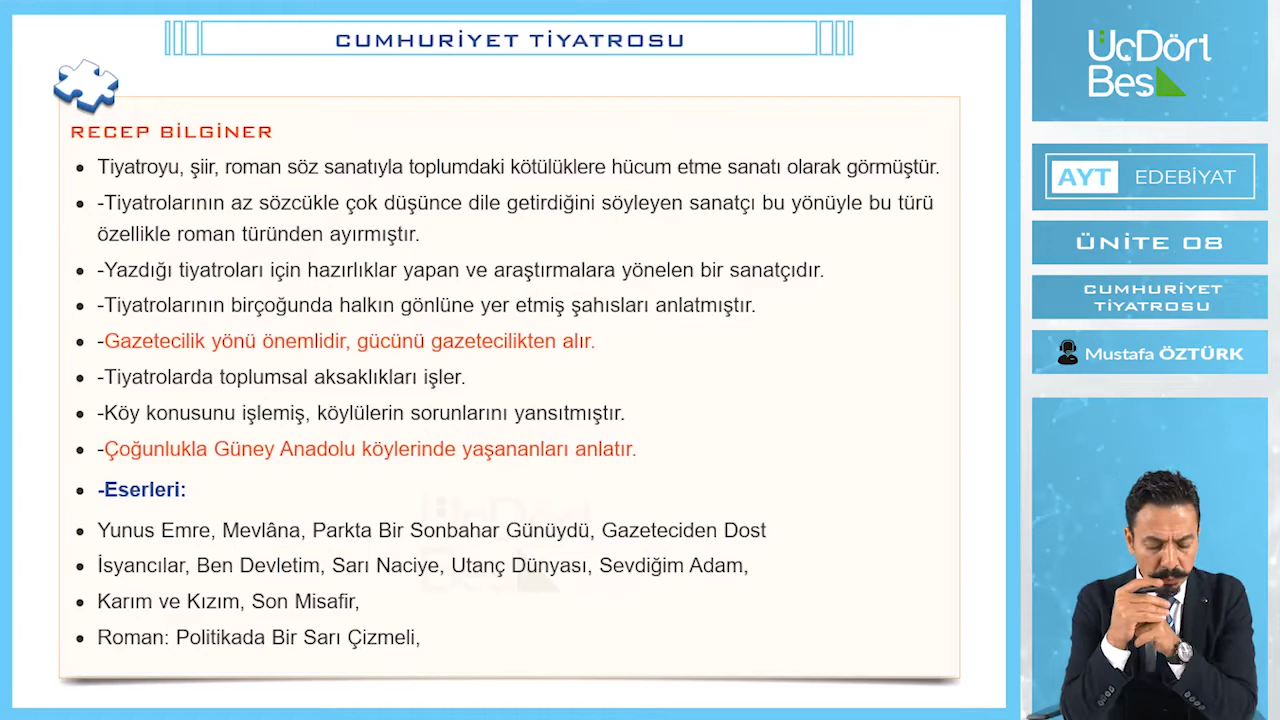 CUMHURİYET TİYATROSU
RECEP BİLGİNER
• Tiyatroyu, şiir, roman söz sanatıyla toplumdaki kötülüklere hücum etme sanatı olarak görmüştür.
• -Tiyatrolarının az sözcükle çok düşünce dile getirdiğini söyleyen sanatçı bu yönüyle bu türü
özellikle roman türünden ayırmıştır.
• -Yazdığı tiyatroları için hazırlıklar yapan ve araştırmalara yönelen bir sanatçıdır.
• -Tiyatrolarının birçoğunda halkın gönlüne yer etmiş şahısları anlatmıştır.
• -Gazetecilik yönü önemlidir, gücünü gazetecilikten alır.
• -Tiyatrolarda toplumsal aksaklıkları işler.
• -Köy konusunu işlemiş, köylülerin sorunlarını yansıtmıştır.
• -Çoğunlukla Güney Anadolu köylerinde yaşananları anlatır.
• -Eserleri:
• Yunus Emre, Mevlâna, Parkta Bir Sonbahar Günüydü, Gazeteciden Dost
• İsyancılar, Ben Devletim, Sarı Naciye, Utanç Dünyası, Sevdiğim Adam,
• Karım ve Kızım, Son Misafir,
• Roman: Politikada Bir Sarı Çizmeli,
ÜçDört
Beş
AYT EDEBİYAT
ÜNİTE 08
CUMHURİYET
TİYATROSU
Mustafa ÖZTÜRK